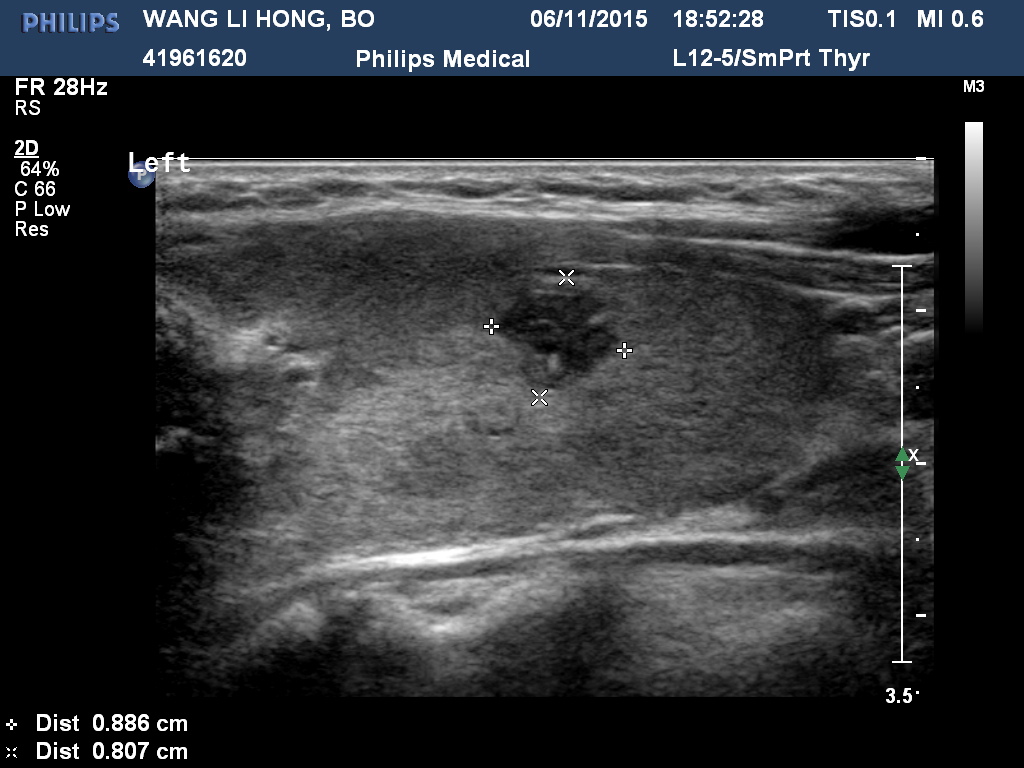 PHILIPS WANG LI HONG, BO 06/11/2015 18:52:28 TIS0.1 MI 0.6
41961620 Philips Medical L12-5/SmPrt Thyr
FR 28Hz M3
RS
2D
64%
C 66
P Low
Res
Left
P
X
3.5
Dist 0.886 cm
Dist 0.807 cm